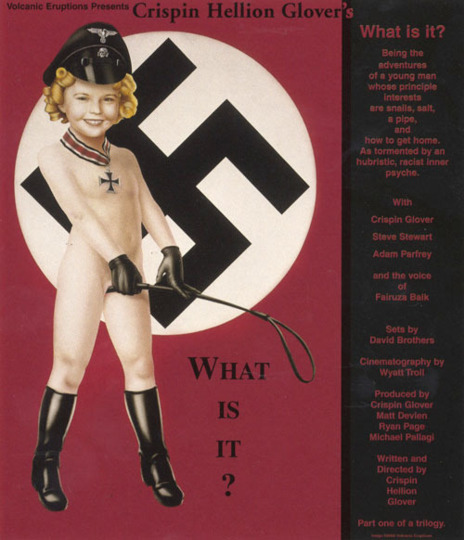 Volcanic Eruptions Presents Crispin Hellion Glover's
WHAT
IS
IT
?
What is it?
Being the
adventures
of a young man
whose principle
interests
are snails, salt,
a pipe,
and
how to get home.
As tormented by an
hubristic, racist inner
psyche.
With
Crispin Glover
Steve Stewart
Adam Parfrey
and the voice
of
Fairuza Balk
Sets by
David Brothers
Cinematography by
Wyatt Troll
Produced by
Crispin Glover
Matt Devlen
Ryan Page
Michael Pallagi
Written and
Directed by
Crispin
Hellion
Glover
Part one of a trilogy.
Volcanic Eruptions